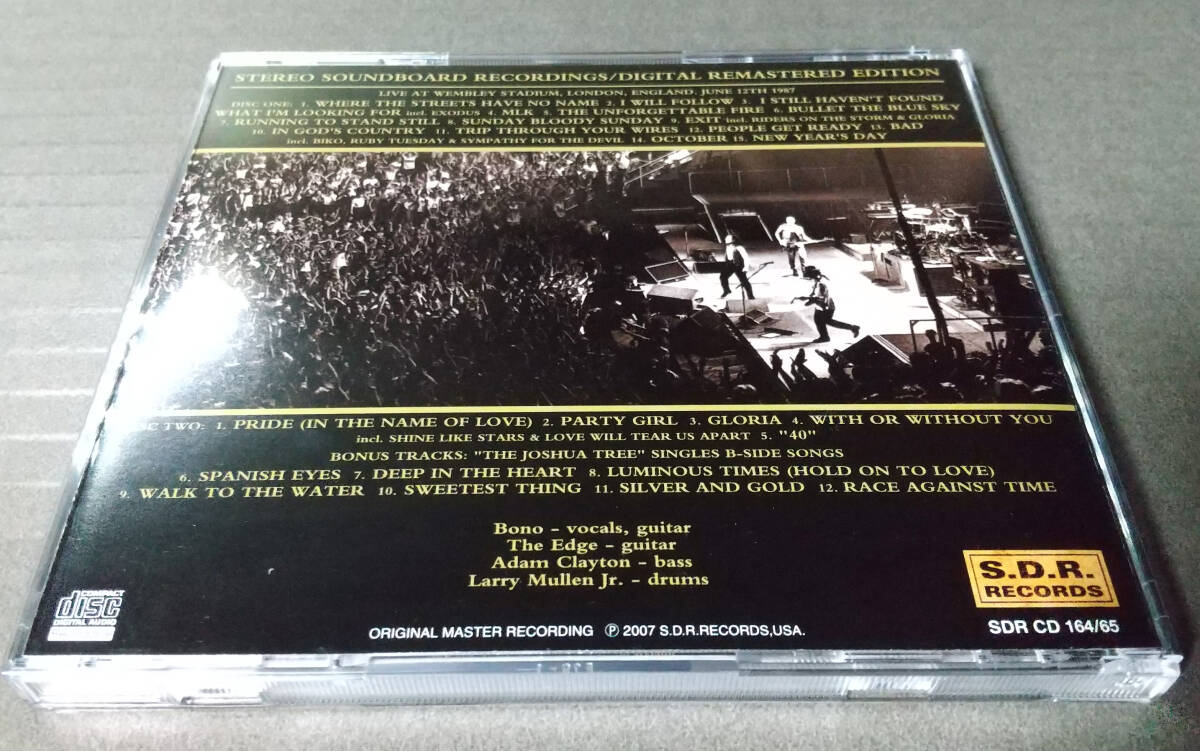 STEREO SOUNDBOARD RECORDINGS/DIGITAL REMASTERED EDITION
LIVE AT WEMBLEY STADIUM, LONDON, ENGLAND, JUNE 12TH 1987
DISC ONE: 1. WHERE THE STREETS HAVE NO NAME 2. I WILL FOLLOW 3. I STILL HAVEN'T FOUND
WHAT I'M LOOKING FOR incl. EXODUS 4. MLK 5. THE UNFORGETTABLE FIRE 6. BULLET THE BLUE SKY
7. RUNNING TO STAND STILL 8. SUNDAY BLOODY SUNDAY 9. EXIT incl. RIDERS ON THE STORM & GLORIA
10. IN GOD'S COUNTRY 11. TRIP THROUGH YOUR WIRES 12. PEOPLE GET READY 13. BAD
incl. BIKO, RUBY TUESDAY & SYMPATHY FOR THE DEVIL 14. OCTOBER 15. NEW YEAR'S DAY
TWO: 1. PRIDE (IN THE NAME OF LOVE) 2. PARTY GIRL 3. GLORIA 4. WITH OR WITHOUT YOU
incl. SHINE LIKE STARS & LOVE WILL TEAR US APART 5. "40"
BONUS TRACKS: "THE JOSHUA TREE" SINGLES B-SIDE SONGS
6. SPANISH EYES 7. DEEP IN THE HEART 8. LUMINOUS TIMES (HOLD ON TO LOVE)
9. WALK TO THE WATER 10. SWEETEST THING 11. SILVER AND GOLD 12. RACE AGAINST TIME
Bono – vocals, guitar
The Edge – guitar
Adam Clayton – bass
Larry Mullen Jr. – drums
COMPACT
disc
DIGITAL AUDIO
S.D.R.
RECORDS
ORIGINAL MASTER RECORDING ℗ 2007 S.D.R.RECORDS,USA.
SDR CD 164/65